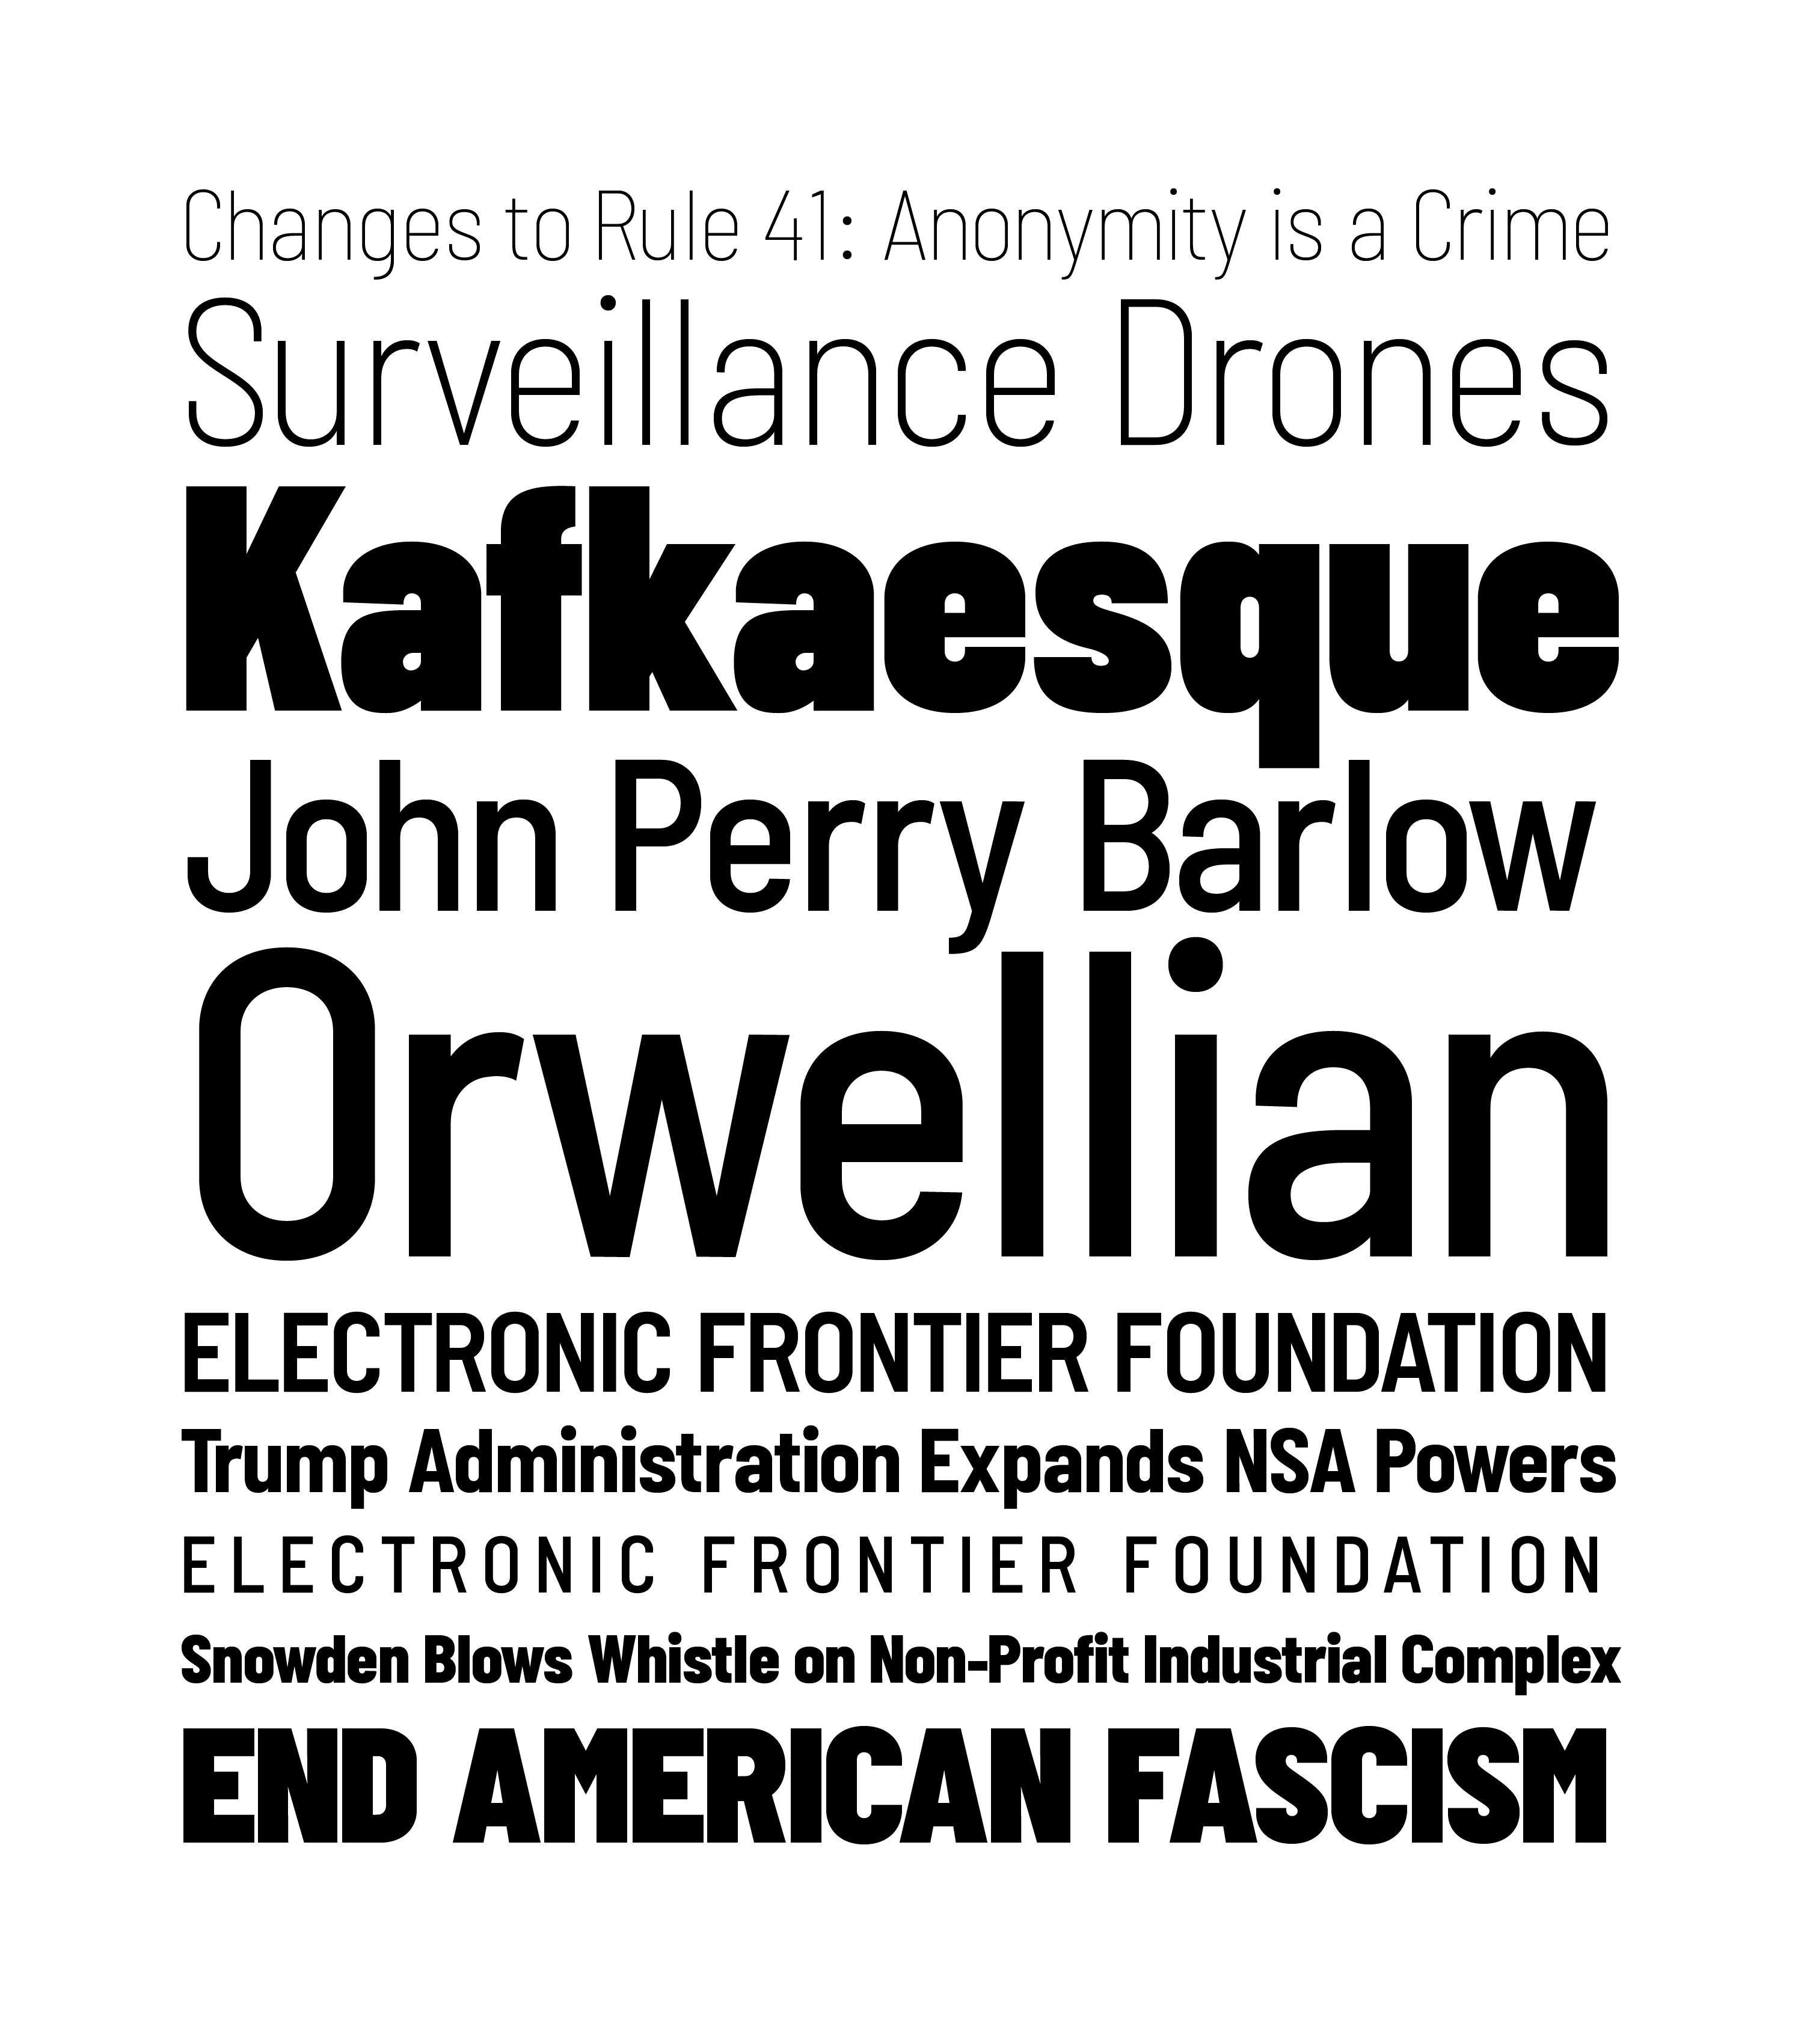 Changes to Rule 41: Anonymity is a Crime
Surveillance Drones
Kafkaesque
John Perry Barlow
Orwellian
ELECTRONIC FRONTIER FOUNDATION
Trump Administration Expands NSA Powers
ELECTRONIC FRONTIER FOUNDATION
Snowden Blows Whistle on Non-Profit Industrial Complex
END AMERICAN FASCISM